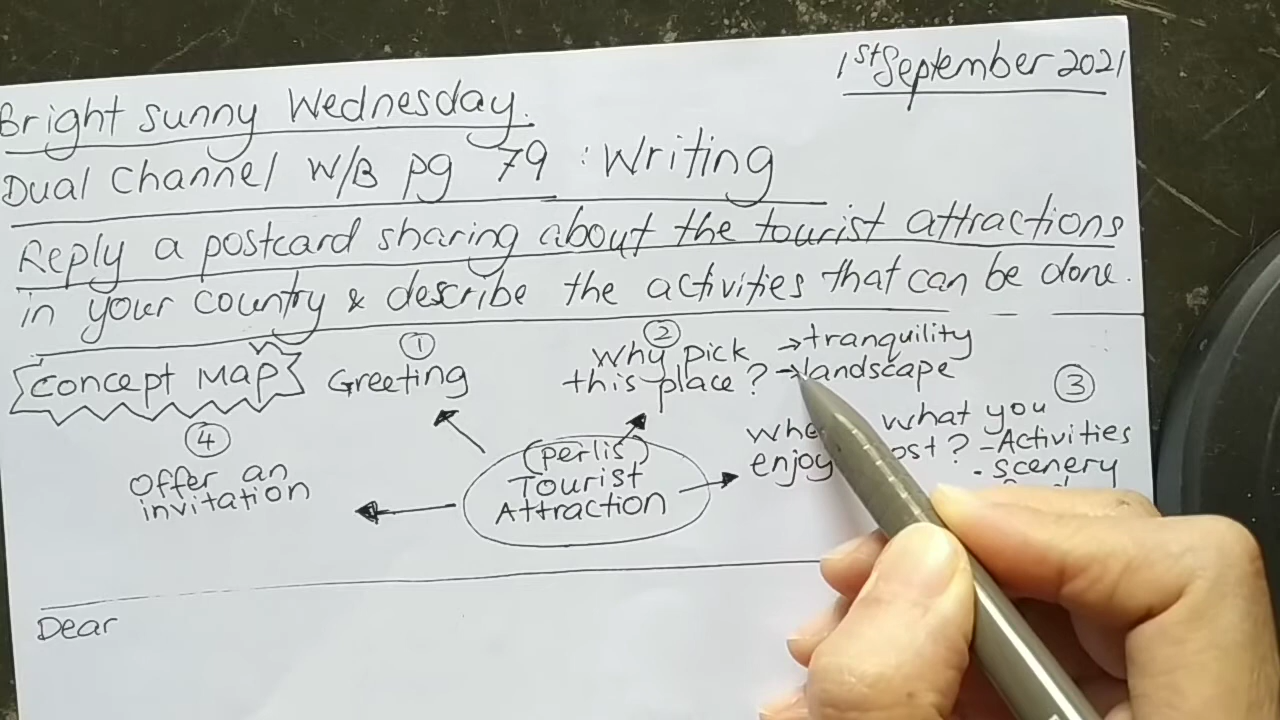 1st September 2021
Bright sunny Wednesday.
Dual Channel W/B pg 79 : Writing
Reply a postcard sharing about the tourist attractions
in your country & describe the activities that can be done.
Concept Map
① Greeting
② Why pick
this place?
→tranquility
→landscape
③
what you
enjoy
-Activities
- scenery
④
offer an
invitation
(perlis)
Tourist
Attraction
Dear